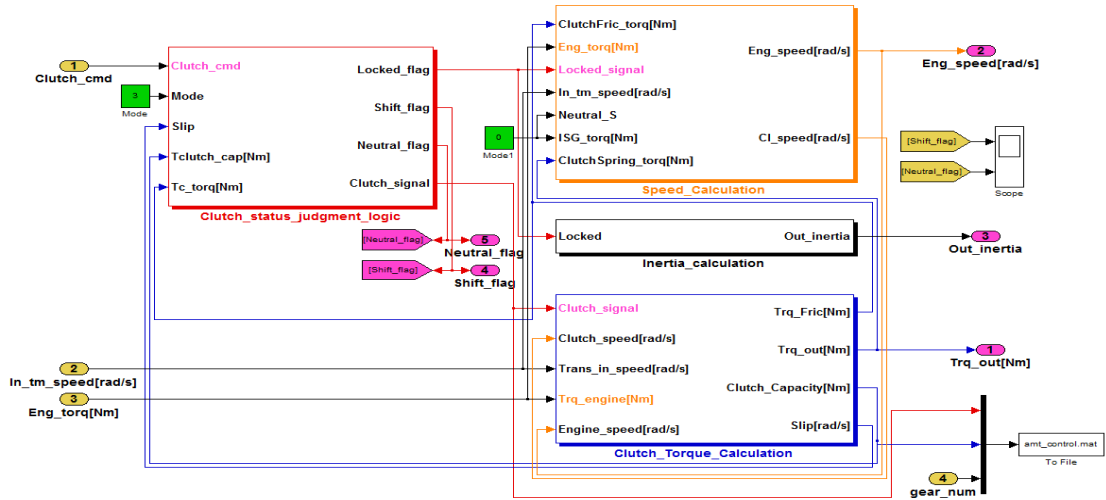 1
Clutch_cmd
3
Mode
Clutch_cmd
Mode
Slip
Tclutch_cap[Nm]
Tc_torq[Nm]
Locked_flag
Shift_flag
Neutral_flag
Clutch_signal
Clutch_status_judgment_logic
[Neutral_flag]
5
Neutral_flag
[Shift_flag]
4
Shift_flag
0
Mode1
ClutchFric_torq[Nm]
Eng_torq[Nm]
Locked_signal
In_tm_speed[rad/s]
Neutral_S
ISG_torq[Nm]
ClutchSpring_torq[Nm]
Eng_speed[rad/s]
Cl_speed[rad/s]
Speed_Calculation
2
Eng_speed[rad/s]
[Shift_flag]
[Neutral_flag]
Scope
Locked
Out_inertia
Inertia_calculation
3
Out_inertia
2
In_tm_speed[rad/s]
3
Eng_torq[Nm]
Clutch_signal
Clutch_speed[rad/s]
Trans_in_speed[rad/s]
Trq_engine[Nm]
Engine_speed[rad/s]
Trq_Fric[Nm]
Trq_out[Nm]
Clutch_Capacity[Nm]
Slip[rad/s]
Clutch_Torque_Calculation
1
Trq_out[Nm]
4
gear_num
amt_control.mat
To File